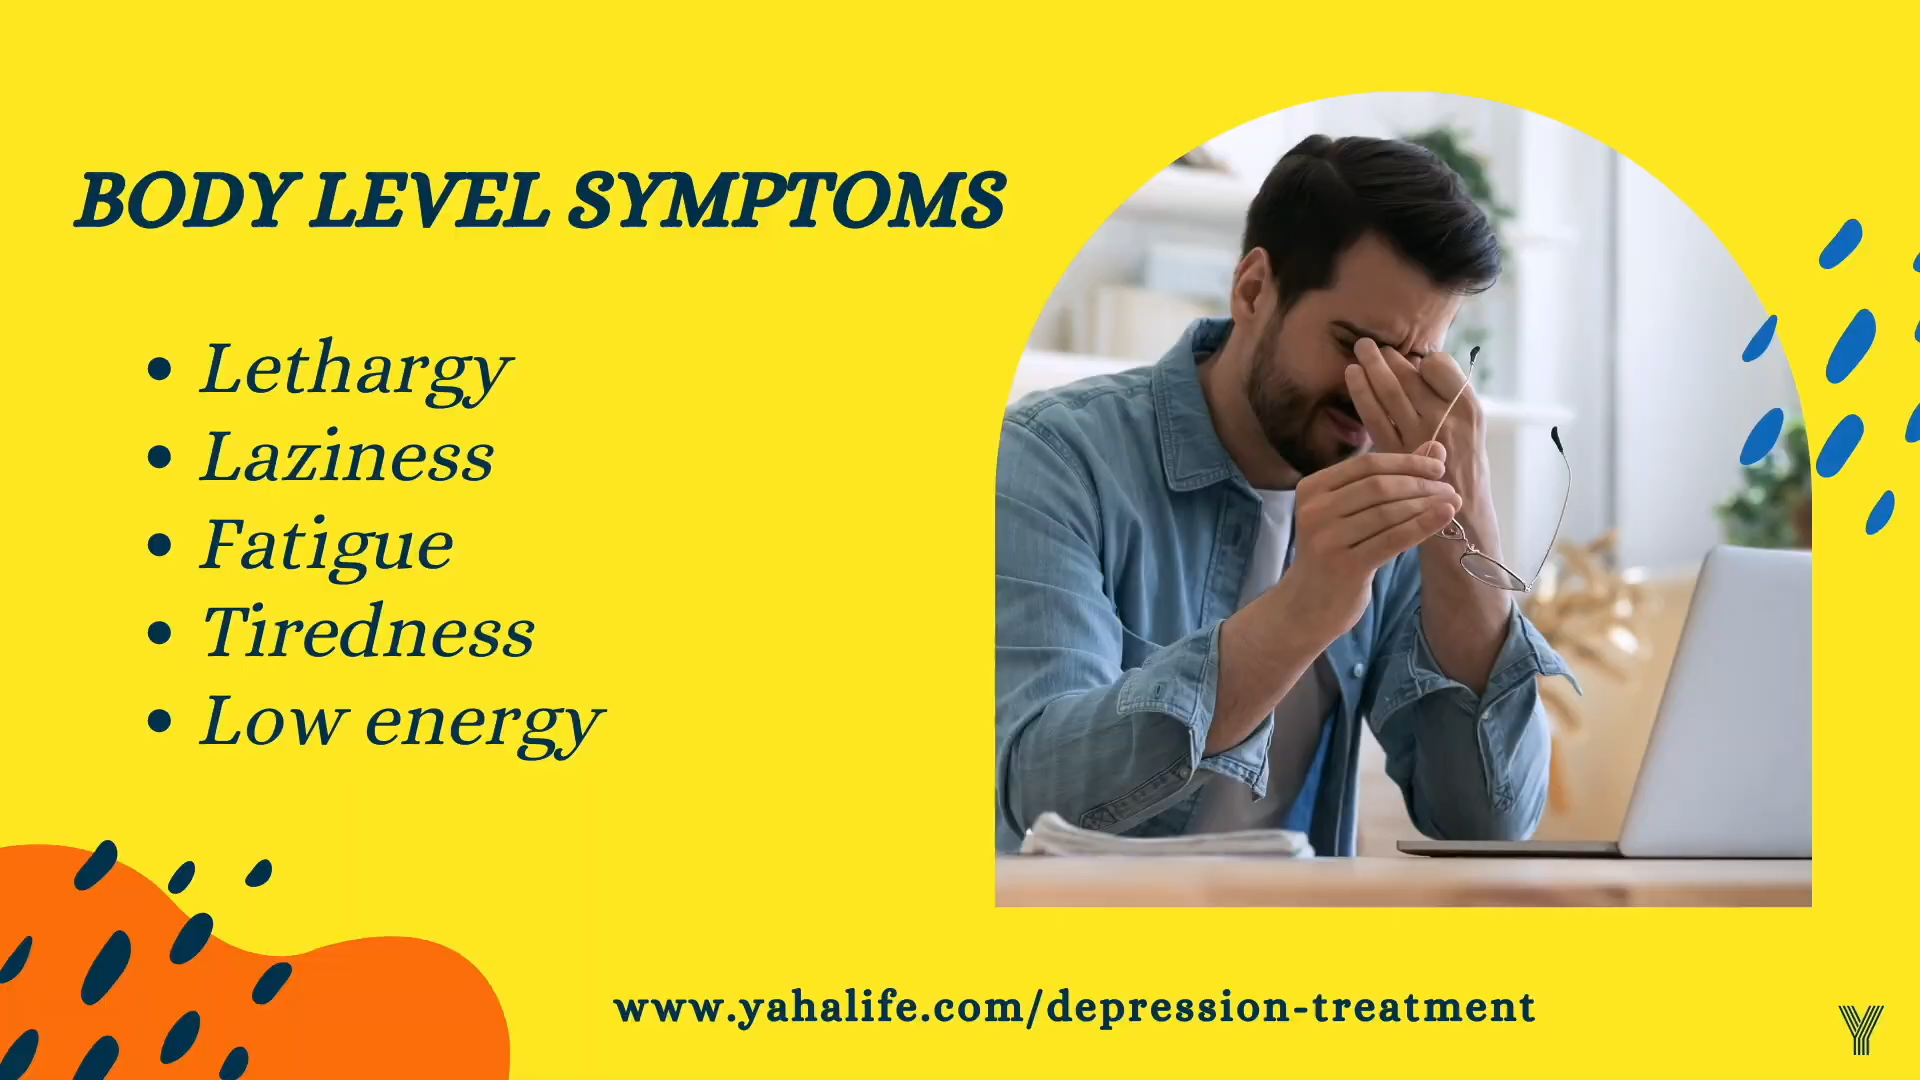 BODY LEVEL SYMPTOMS
• Lethargy
• Laziness
• Fatigue
• Tiredness
• Low energy
www.yahalife.com/depression-treatment
Y